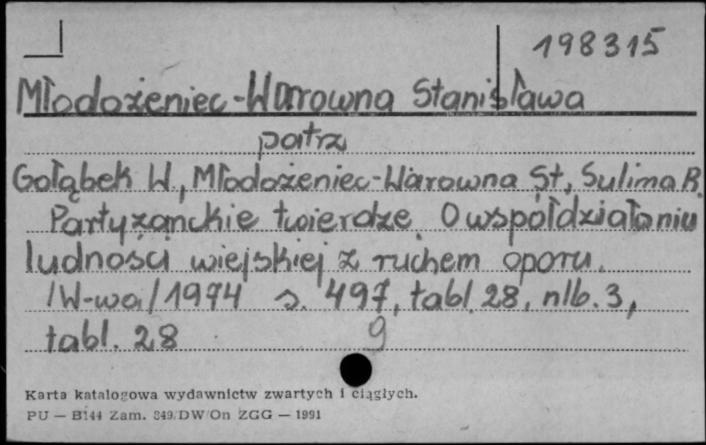 198315
Młodożeniec-Warowna Stanisława
patrz
Gołąbek W., Młodożeniec-Warowna St., Sulima B.
Partyzanckie twierdze. O współdziałaniu
ludności wiejskiej z ruchem oporu.
/W-wa/1974 s. 497, tabl. 28, nlb. 3,
tabl. 28 9
Karta katalogowa wydawnictw zwartych i ciągłych.
PU — B144 Zam. 849/DW/On ZGG — 1991